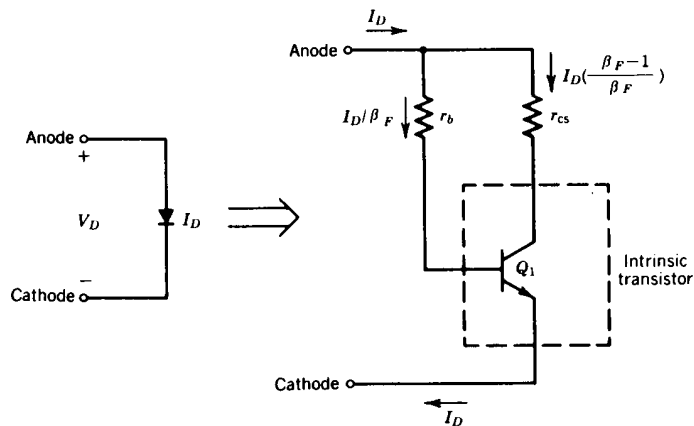 Anode
+
V_D
I_D
−
Cathode
I_D
Anode
I_D/β_F
r_b
I_D(β_F−1/β_F)
r_cs
Q_1
Intrinsic
transistor
Cathode
I_D